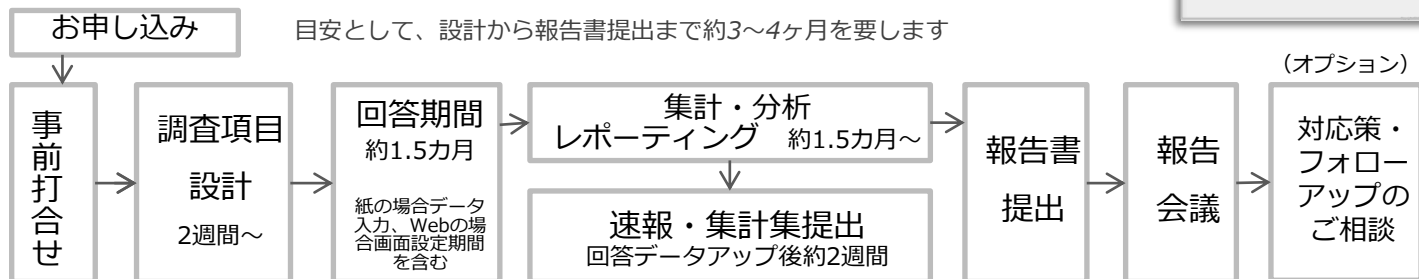 お申し込み
目安として、設計から報告書提出まで約3～4ヶ月を要します
（オプション）
事前打合せ
調査項目
設計
2週間～
回答期間
約1.5カ月
紙の場合データ
入力、Webの場
合画面設定期間
を含む
集計・分析
レポーティング　約1.5カ月～
速報・集計集提出
回答データアップ後約2週間
報告書
提出
報告
会議
対応策・
フォロー
アップの
ご相談